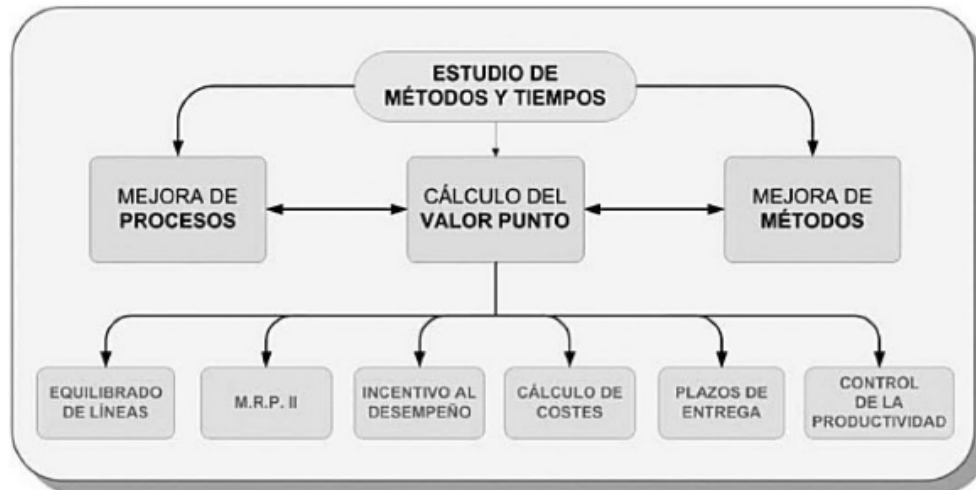 ESTUDIO DE
MÉTODOS Y TIEMPOS
MEJORA DE
PROCESOS
CÁLCULO DEL
VALOR PUNTO
MEJORA DE
MÉTODOS
EQUILIBRADO
DE LÍNEAS
M.R.P. II
INCENTIVO AL
DESEMPEÑO
CÁLCULO DE
COSTES
PLAZOS DE
ENTREGA
CONTROL
DE LA
PRODUCTIVIDAD